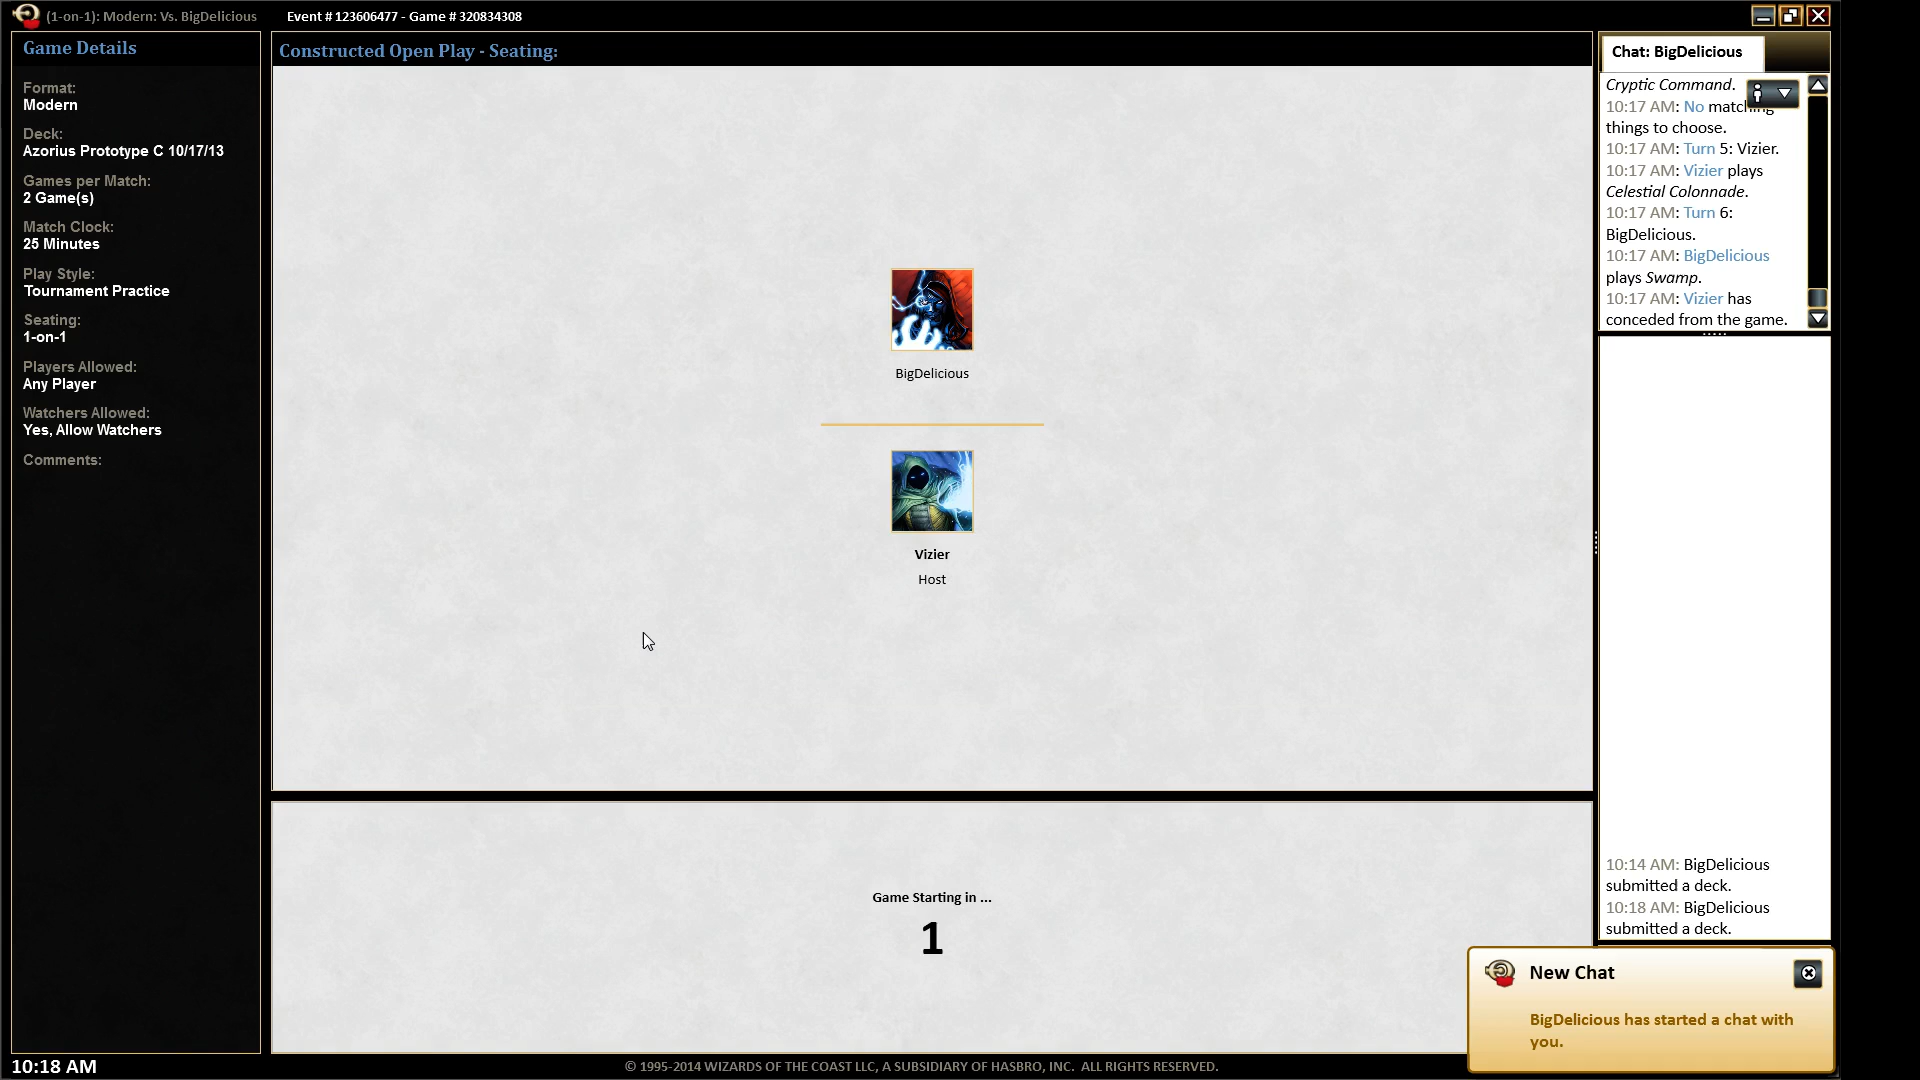 (1-on-1): Modern: Vs. BigDelicious
Event # 123606477 - Game # 320834308
Game Details
Format:
Modern
Deck:
Azorius Prototype C 10/17/13
Games per Match:
2 Game(s)
Match Clock:
25 Minutes
Play Style:
Tournament Practice
Seating:
1-on-1
Players Allowed:
Any Player
Watchers Allowed:
Yes, Allow Watchers
Comments:
10:18 AM
Constructed Open Play - Seating:
BigDelicious
Vizier
Host
Game Starting in ...
1
© 1995-2014 WIZARDS OF THE COAST LLC, A SUBSIDIARY OF HASBRO, INC. ALL RIGHTS RESERVED.
Chat: BigDelicious
Cryptic Command.
10:17 AM: No matching
things to choose.
10:17 AM: Turn 5: Vizier.
10:17 AM: Vizier plays
Celestial Colonnade.
10:17 AM: Turn 6:
BigDelicious.
10:17 AM: BigDelicious
plays Swamp.
10:17 AM: Vizier has
conceded from the game.
10:14 AM: BigDelicious
submitted a deck.
10:18 AM: BigDelicious
submitted a deck.
New Chat
BigDelicious has started a chat with
you.